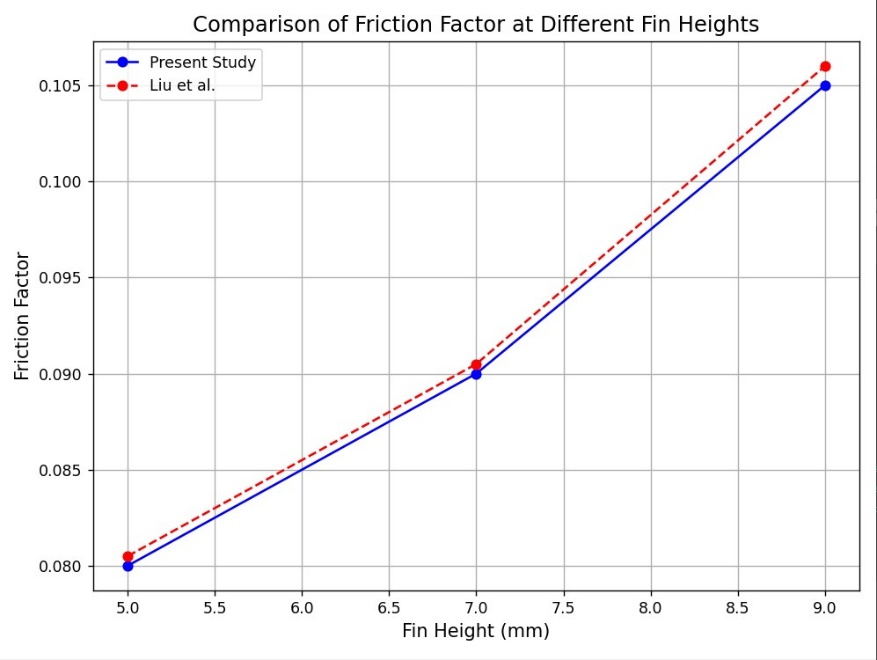 Comparison of Friction Factor at Different Fin Heights
Present Study
Liu et al.
0.105
0.100
0.095
0.090
0.085
0.080
Friction Factor
5.0 5.5 6.0 6.5 7.0 7.5 8.0 8.5 9.0
Fin Height (mm)